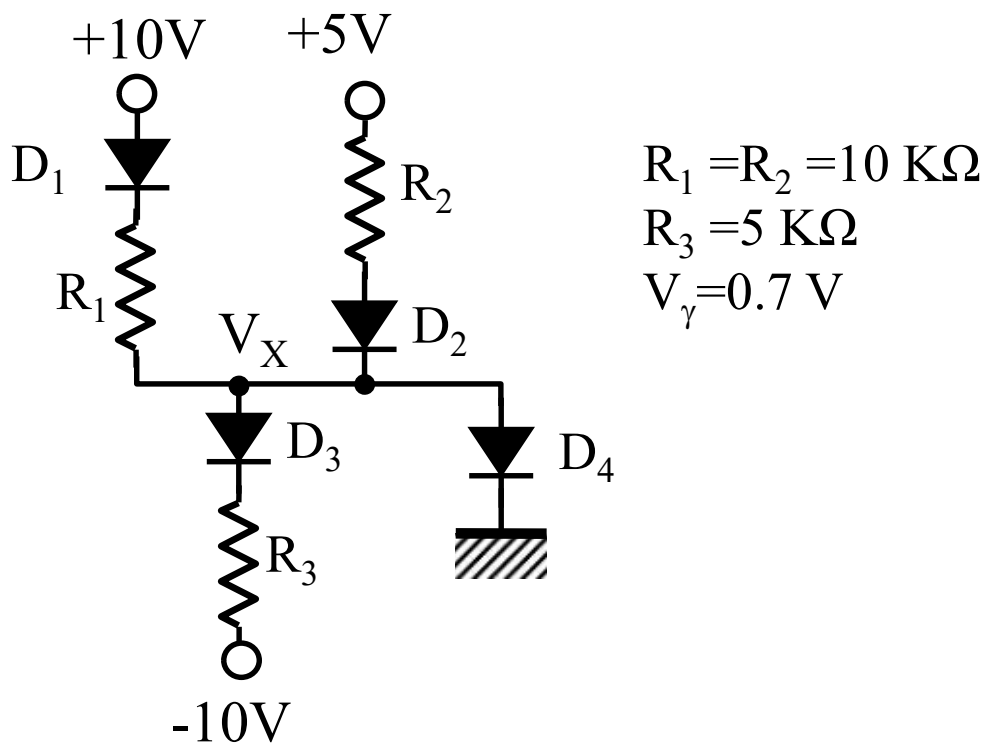 +10V
+5V
D1
R2
R1 =R2 =10 KΩ
R3 =5 KΩ
Vγ=0.7 V
R1
D2
VX
D3
D4
R3
-10V